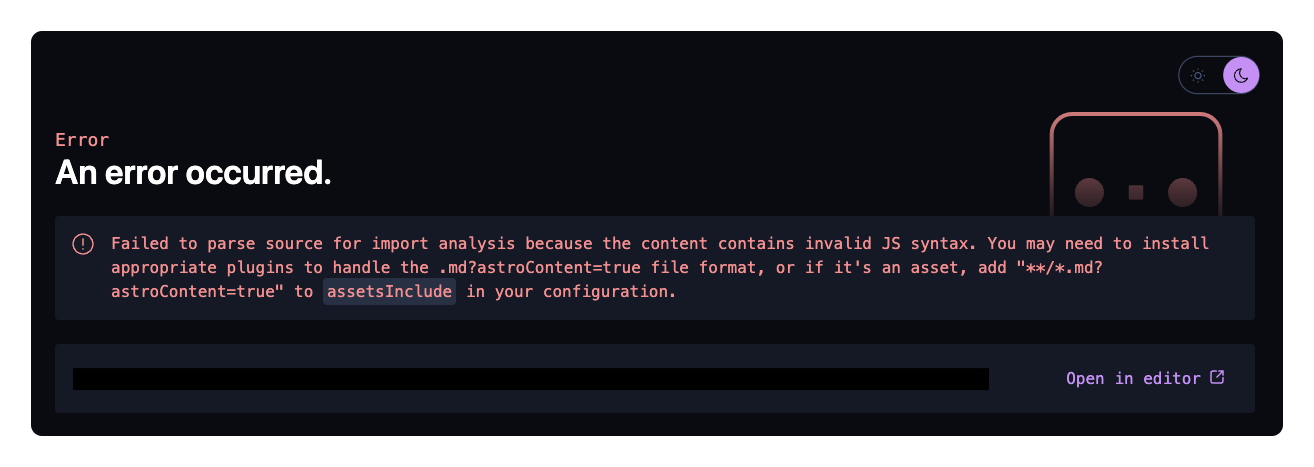 Error
An error occurred.
Failed to parse source for import analysis because the content contains invalid JS syntax. You may need to install
appropriate plugins to handle the .md?astroContent=true file format, or if it's an asset, add "**/*.md?
astroContent=true" to assetsInclude in your configuration.
Open in editor